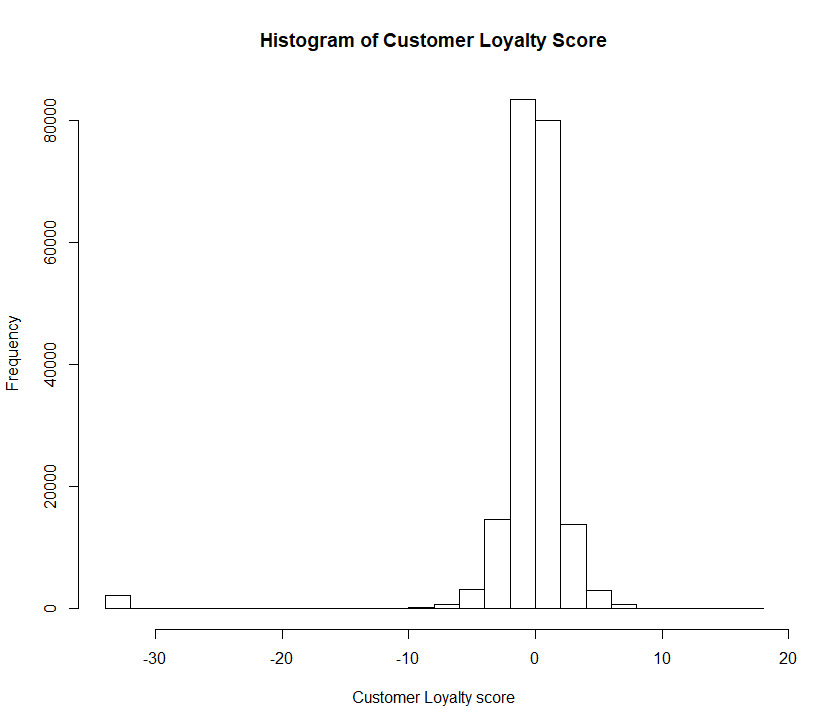 Histogram of Customer Loyalty Score
Frequency
80000
60000
40000
20000
0
-30 -20 -10 0 10 20
Customer Loyalty score